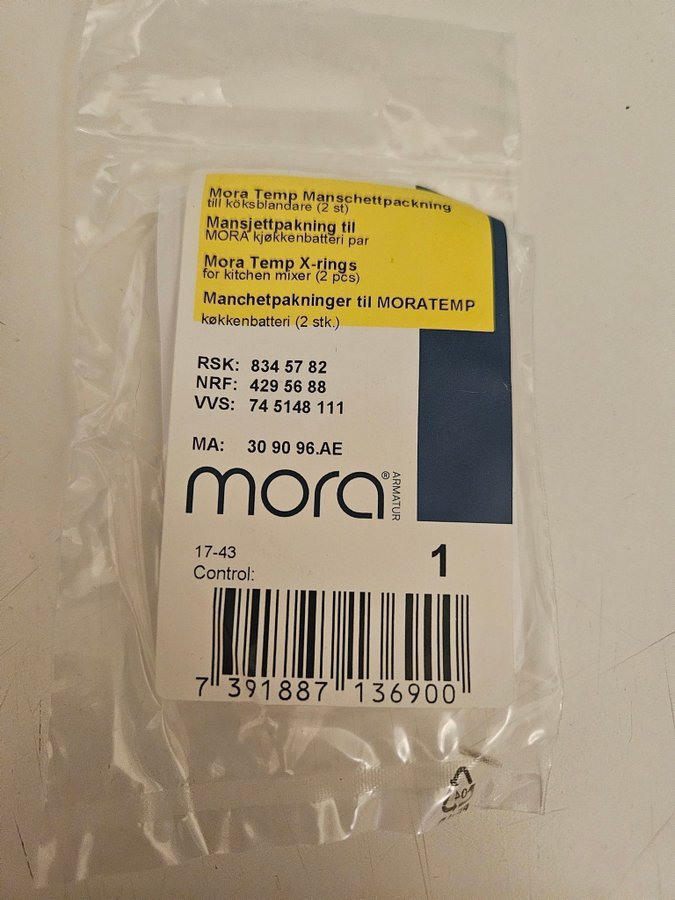 Mora Temp Manschettpackning
till köksblandare (2 st)
Mansjettpakning til
MORA kjøkkenbatteri par
Mora Temp X-rings
for kitchen mixer (2 pcs)
Manchetpakninger til MORATEMP
køkkenbatteri (2 stk.)
RSK: 834 57 82
NRF: 429 56 88
VVS: 74 5148 111
MA: 30 90 96.AE
mora® ARMATUR
17-43
1
Control:
7 391887 136900
04